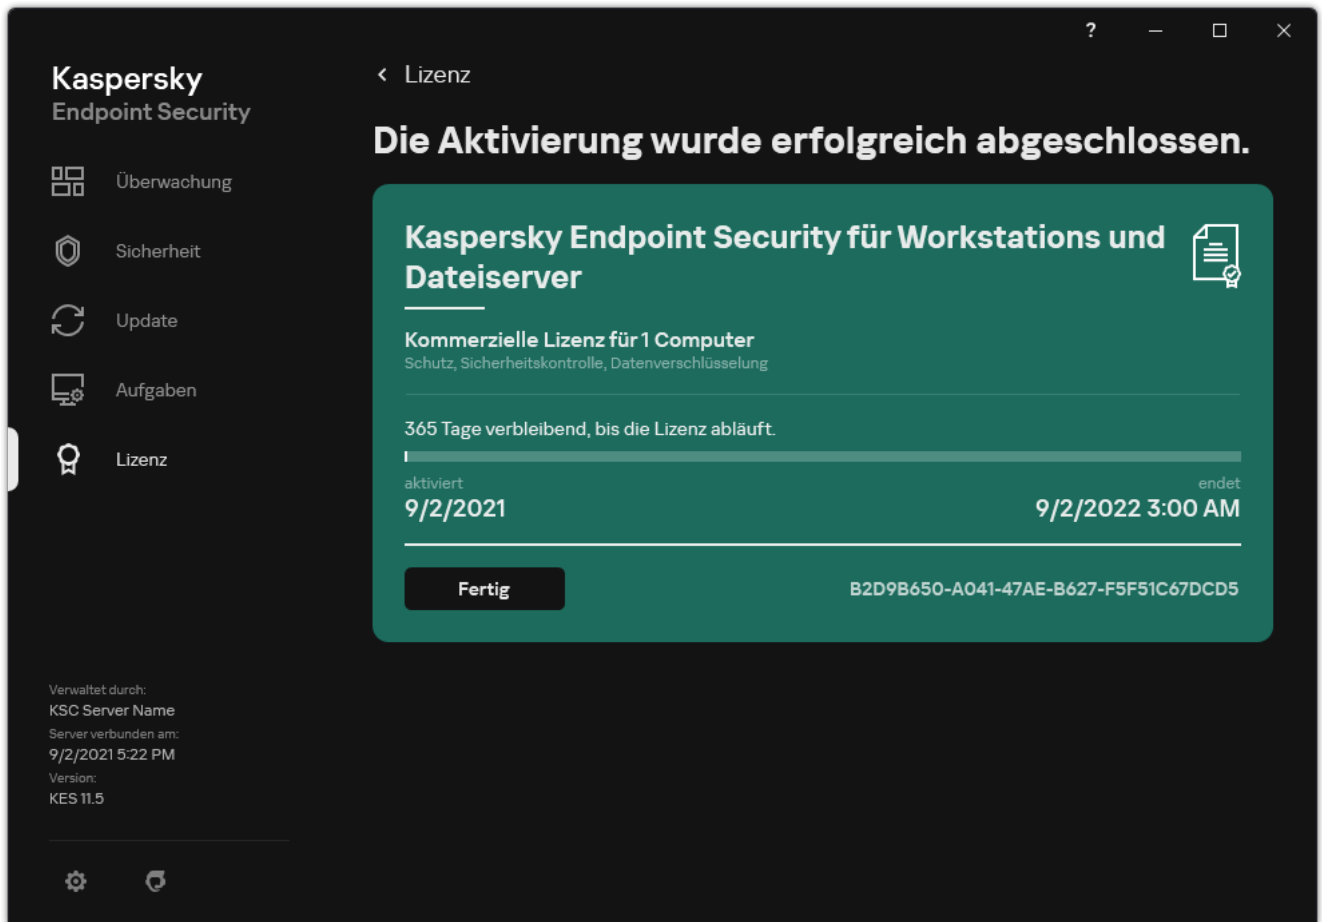 ?
Kaspersky
Endpoint Security
Überwachung
Sicherheit
Update
Aufgaben
Lizenz
Verwaltet durch:
KSC Server Name
Server verbunden am:
9/2/2021 5:22 PM
Version:
KES 11.5
Lizenz
Die Aktivierung wurde erfolgreich abgeschlossen.
Kaspersky Endpoint Security für Workstations und
Dateiserver
Kommerzielle Lizenz für 1 Computer
Schutz, Sicherheitskontrolle, Datenverschlüsselung
365 Tage verbleibend, bis die Lizenz abläuft.
aktiviert endet
9/2/2021 9/2/2022 3:00 AM
Fertig B2D9B650-A041-47AE-B627-F5F51C67DCD5